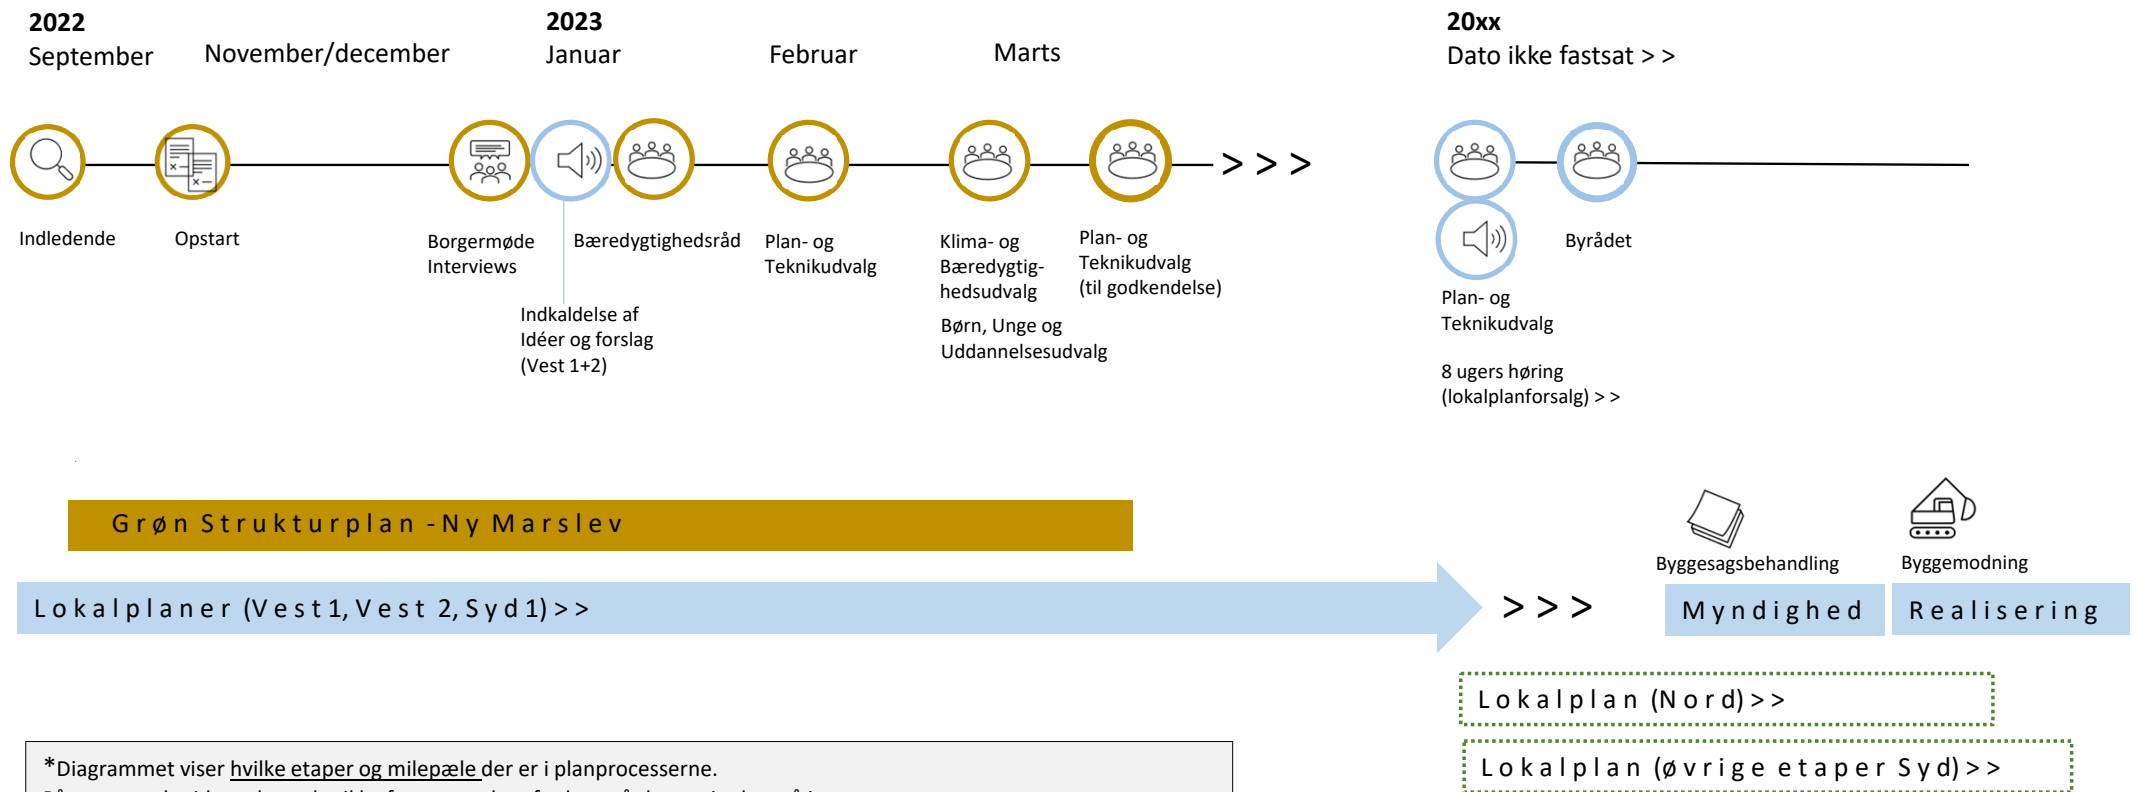 2022
September
November/december
2023
Januar
Februar
Marts
20xx
Dato ikke fastsat > >
> > >
Indledende
Opstart
Borgermøde
Interviews
Indkaldelse af
Idéer og forslag
(Vest 1+2)
Bæredygtighedsråd
Plan- og
Teknikudvalg
Klima- og
Bæredygtig-
hedsudvalg
Børn, Unge og
Uddannelsesudvalg
Plan- og
Teknikudvalg
(til godkendelse)
Plan- og
Teknikudvalg
8 ugers høring
(lokalplanforsalg) > >
Byrådet
Grøn Strukturplan - Ny Marslev
Lokalplaner (Vest 1, Vest 2, Syd 1) > >
> > >
Byggesagsbehandling
Myndighed
Byggemodning
Realisering
Lokalplan (Nord) > >
Lokalplan (øvrige etaper Syd) > >
*Diagrammet viser hvilke etaper og milepæle der er i planprocesserne.